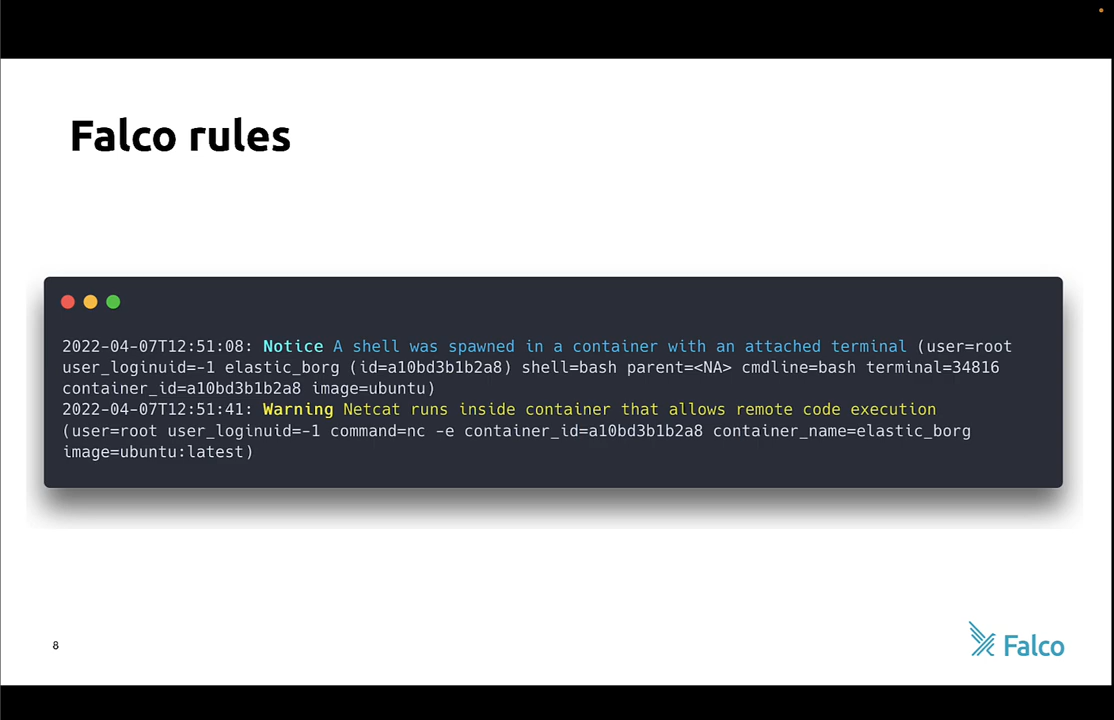 Falco rules
2022-04-07T12:51:08: Notice A shell was spawned in a container with an attached terminal (user=root
user_loginuid=-1 elastic_borg (id=a10bd3b1b2a8) shell=bash parent=<NA> cmdline=bash terminal=34816
container_id=a10bd3b1b2a8 image=ubuntu)
2022-04-07T12:51:41: Warning Netcat runs inside container that allows remote code execution
(user=root user_loginuid=-1 command=nc -e container_id=a10bd3b1b2a8 container_name=elastic_borg
image=ubuntu:latest)
8
Falco